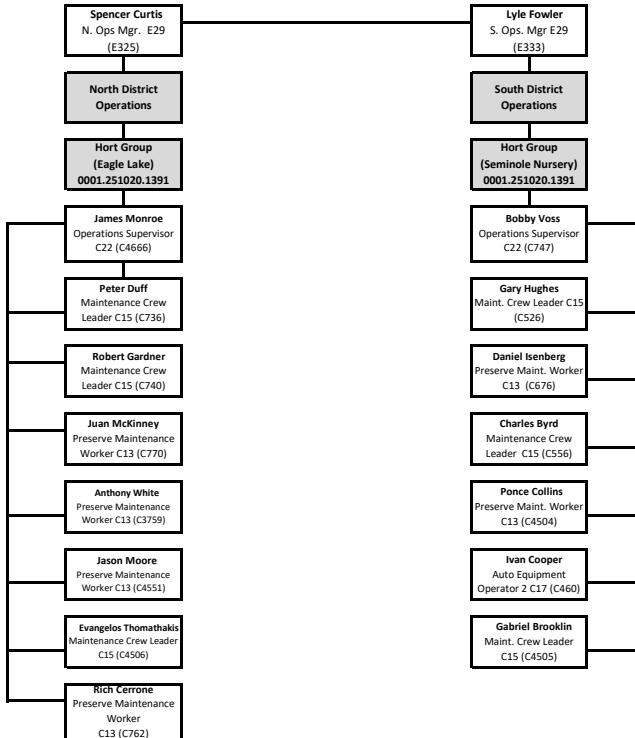 Spencer Curtis
N. Ops Mgr. E29
(E325)
Lyle Fowler
S. Ops. Mgr E29
(E333)
North District
Operations
South District
Operations
Hort Group
(Eagle Lake)
0001.251020.1391
Hort Group
(Seminole Nursery)
0001.251020.1391
James Monroe
Operations Supervisor
C22 (C4666)
Bobby Voss
Operations Supervisor
C22 (C747)
Peter Duff
Maintenance Crew
Leader C15 (C736)
Gary Hughes
Maint. Crew Leader C15
(C526)
Robert Gardner
Maintenance Crew
Leader C15 (C740)
Daniel Isenberg
Preserve Maint. Worker
C13 (C676)
Juan McKinney
Preserve Maintenance
Worker C13 (C770)
Charles Byrd
Maintenance Crew
Leader C15 (C556)
Anthony White
Preserve Maintenance
Worker C13 (C3759)
Ponce Collins
Preserve Maint. Worker
C13 (C4504)
Jason Moore
Preserve Maintenance
Worker C13 (C4551)
Ivan Cooper
Auto Equipment
Operator 2 C17 (C460)
Evangelos Thomathakis
Maintenance Crew Leader
C15 (C4506)
Gabriel Brooklin
Maint. Crew Leader
C15 (C4505)
Rich Cerrone
Preserve Maintenance
Worker
C13 (C762)